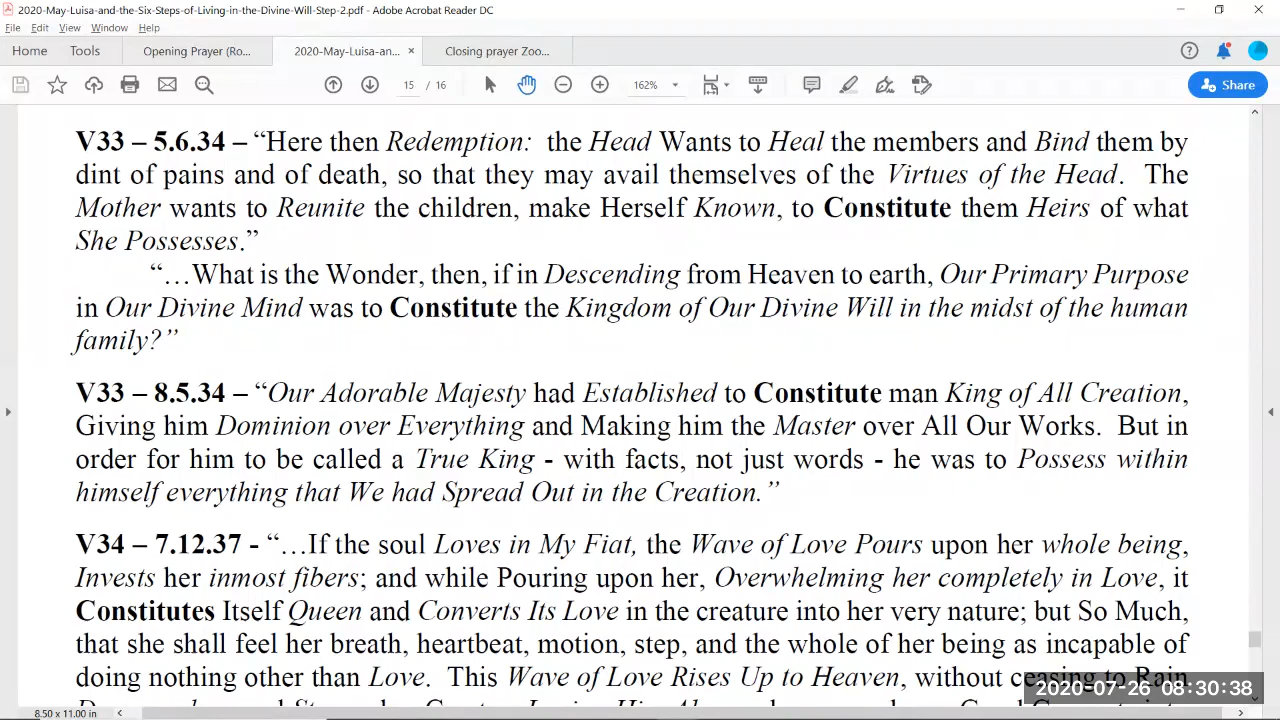 2020-May-Luisa-and-the-Six-Steps-of-Living-in-the-Divine-Will-Step-2.pdf - Adobe Acrobat Reader DC
File Edit View Window Help
Home Tools Opening Prayer (Ro... 2020-May-Luisa-an... × Closing prayer Zoo...
15 / 16 162% Share
V33 – 5.6.34 – “Here then Redemption: the Head Wants to Heal the members and Bind them by
dint of pains and of death, so that they may avail themselves of the Virtues of the Head. The
Mother wants to Reunite the children, make Herself Known, to Constitute them Heirs of what
She Possesses.”
“…What is the Wonder, then, if in Descending from Heaven to earth, Our Primary Purpose
in Our Divine Mind was to Constitute the Kingdom of Our Divine Will in the midst of the human
family?”
V33 – 8.5.34 – “Our Adorable Majesty had Established to Constitute man King of All Creation,
Giving him Dominion over Everything and Making him the Master over All Our Works. But in
order for him to be called a True King - with facts, not just words - he was to Possess within
himself everything that We had Spread Out in the Creation.”
V34 – 7.12.37 - “…If the soul Loves in My Fiat, the Wave of Love Pours upon her whole being,
Invests her inmost fibers; and while Pouring upon her, Overwhelming her completely in Love, it
Constitutes Itself Queen and Converts Its Love in the creature into her very nature; but So Much,
that she shall feel her breath, heartbeat, motion, step, and the whole of her being as incapable of
doing nothing other than Love. This Wave of Love Rises Up to Heaven, without ceasing to Rain
2020-07-26 08:30:38
8.50 x 11.00 in